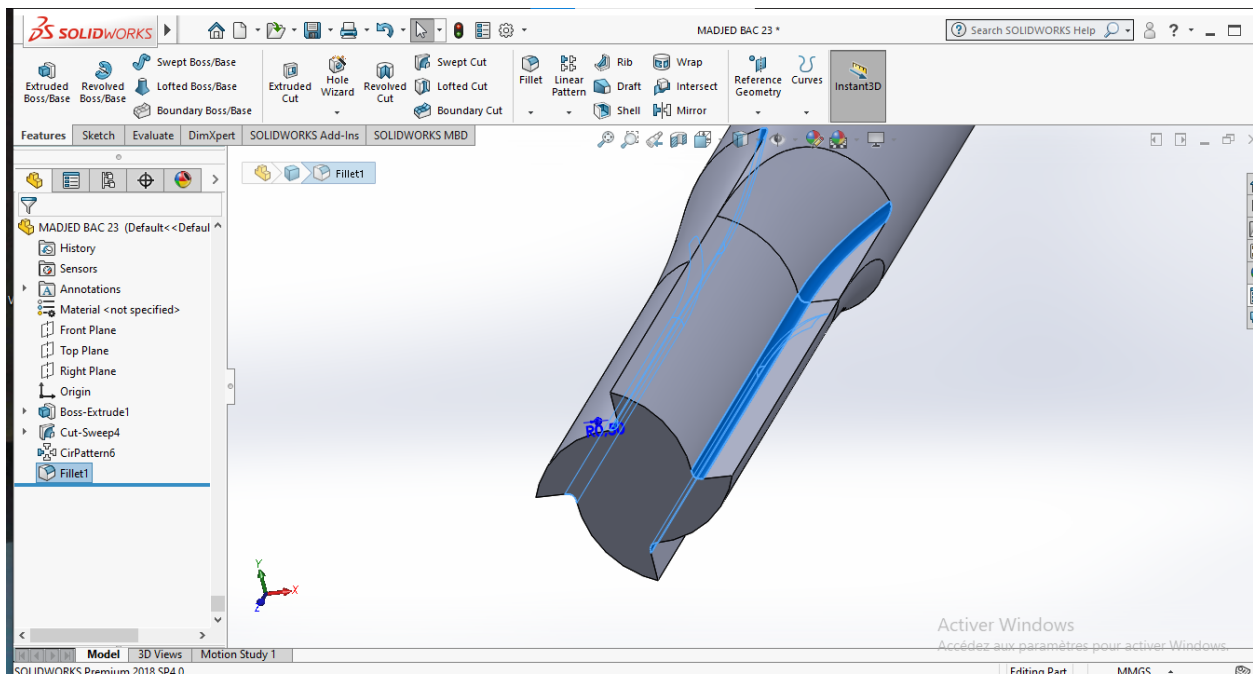 SOLIDWORKS
MADJED BAC 23 *
Search SOLIDWORKS Help
?
Extruded Boss/Base
Revolved Boss/Base
Swept Boss/Base
Lofted Boss/Base
Boundary Boss/Base
Extruded Cut
Hole Wizard
Revolved Cut
Swept Cut
Lofted Cut
Boundary Cut
Fillet
Linear Pattern
Rib
Draft
Shell
Wrap
Intersect
Mirror
Reference Geometry
Curves
Instant3D
Features
Sketch
Evaluate
DimXpert
SOLIDWORKS Add-Ins
SOLIDWORKS MBD
Fillet1
MADJED BAC 23 (Default<<Defaul
History
Sensors
Annotations
Material <not specified>
Front Plane
Top Plane
Right Plane
Origin
Boss-Extrude1
Cut-Sweep4
CirPattern6
Fillet1
R0,50
Y
X
Z
Activer Windows
Accédez aux paramètres pour activer Windows.
Model
3D Views
Motion Study 1
SOLIDWORKS Premium 2018 SP4.0
Editing Part
MMGS